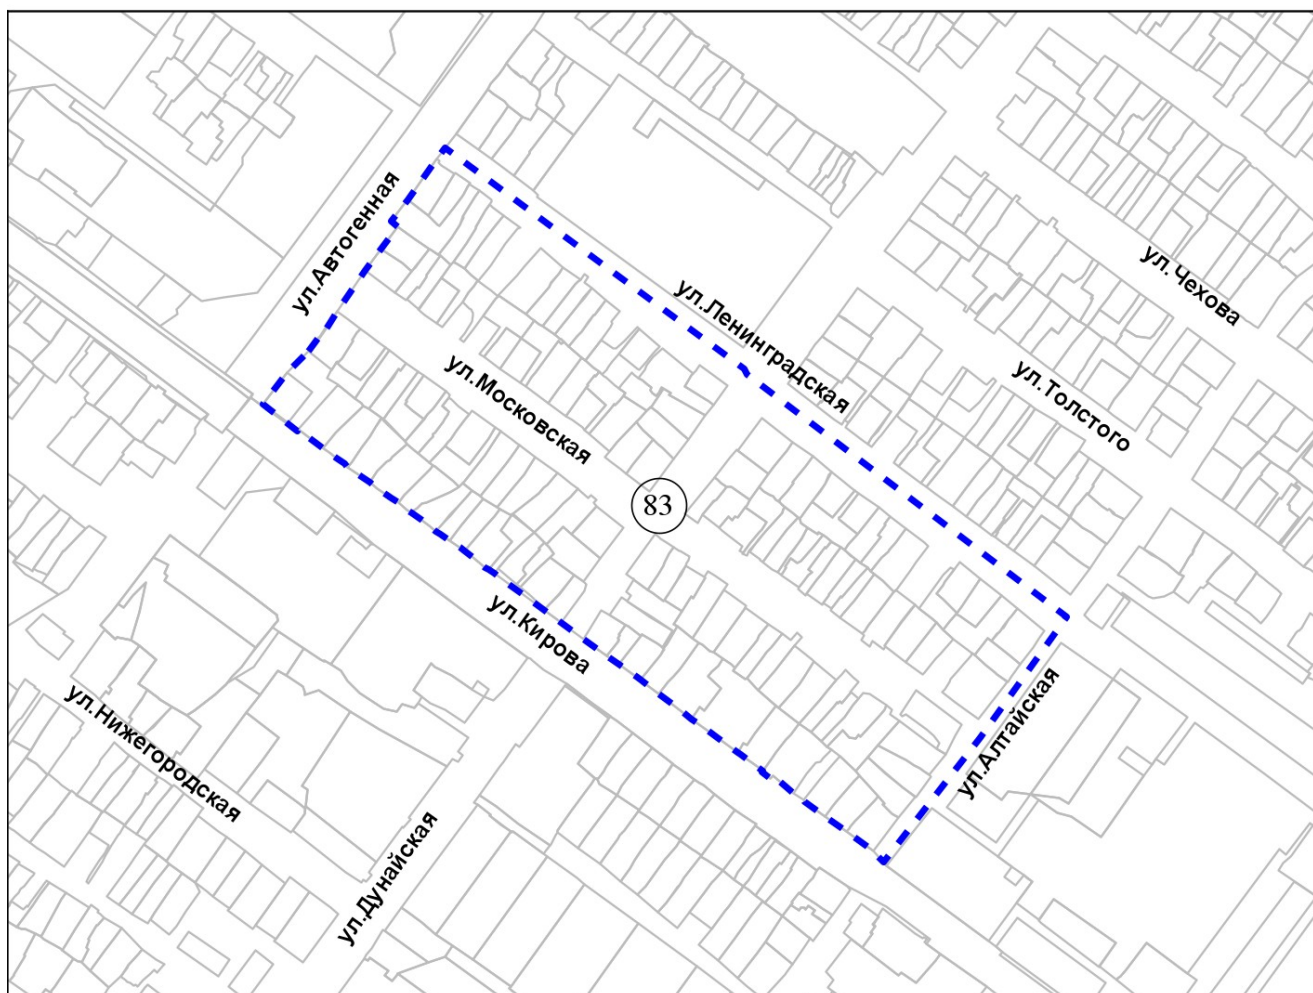 ул.Автогенная
ул.Чехова
ул.Ленинградская
ул.Московская
ул.Толстого
83
ул.Кирова
ул.Алтайская
ул.Нижегородская
ул.Дунайская